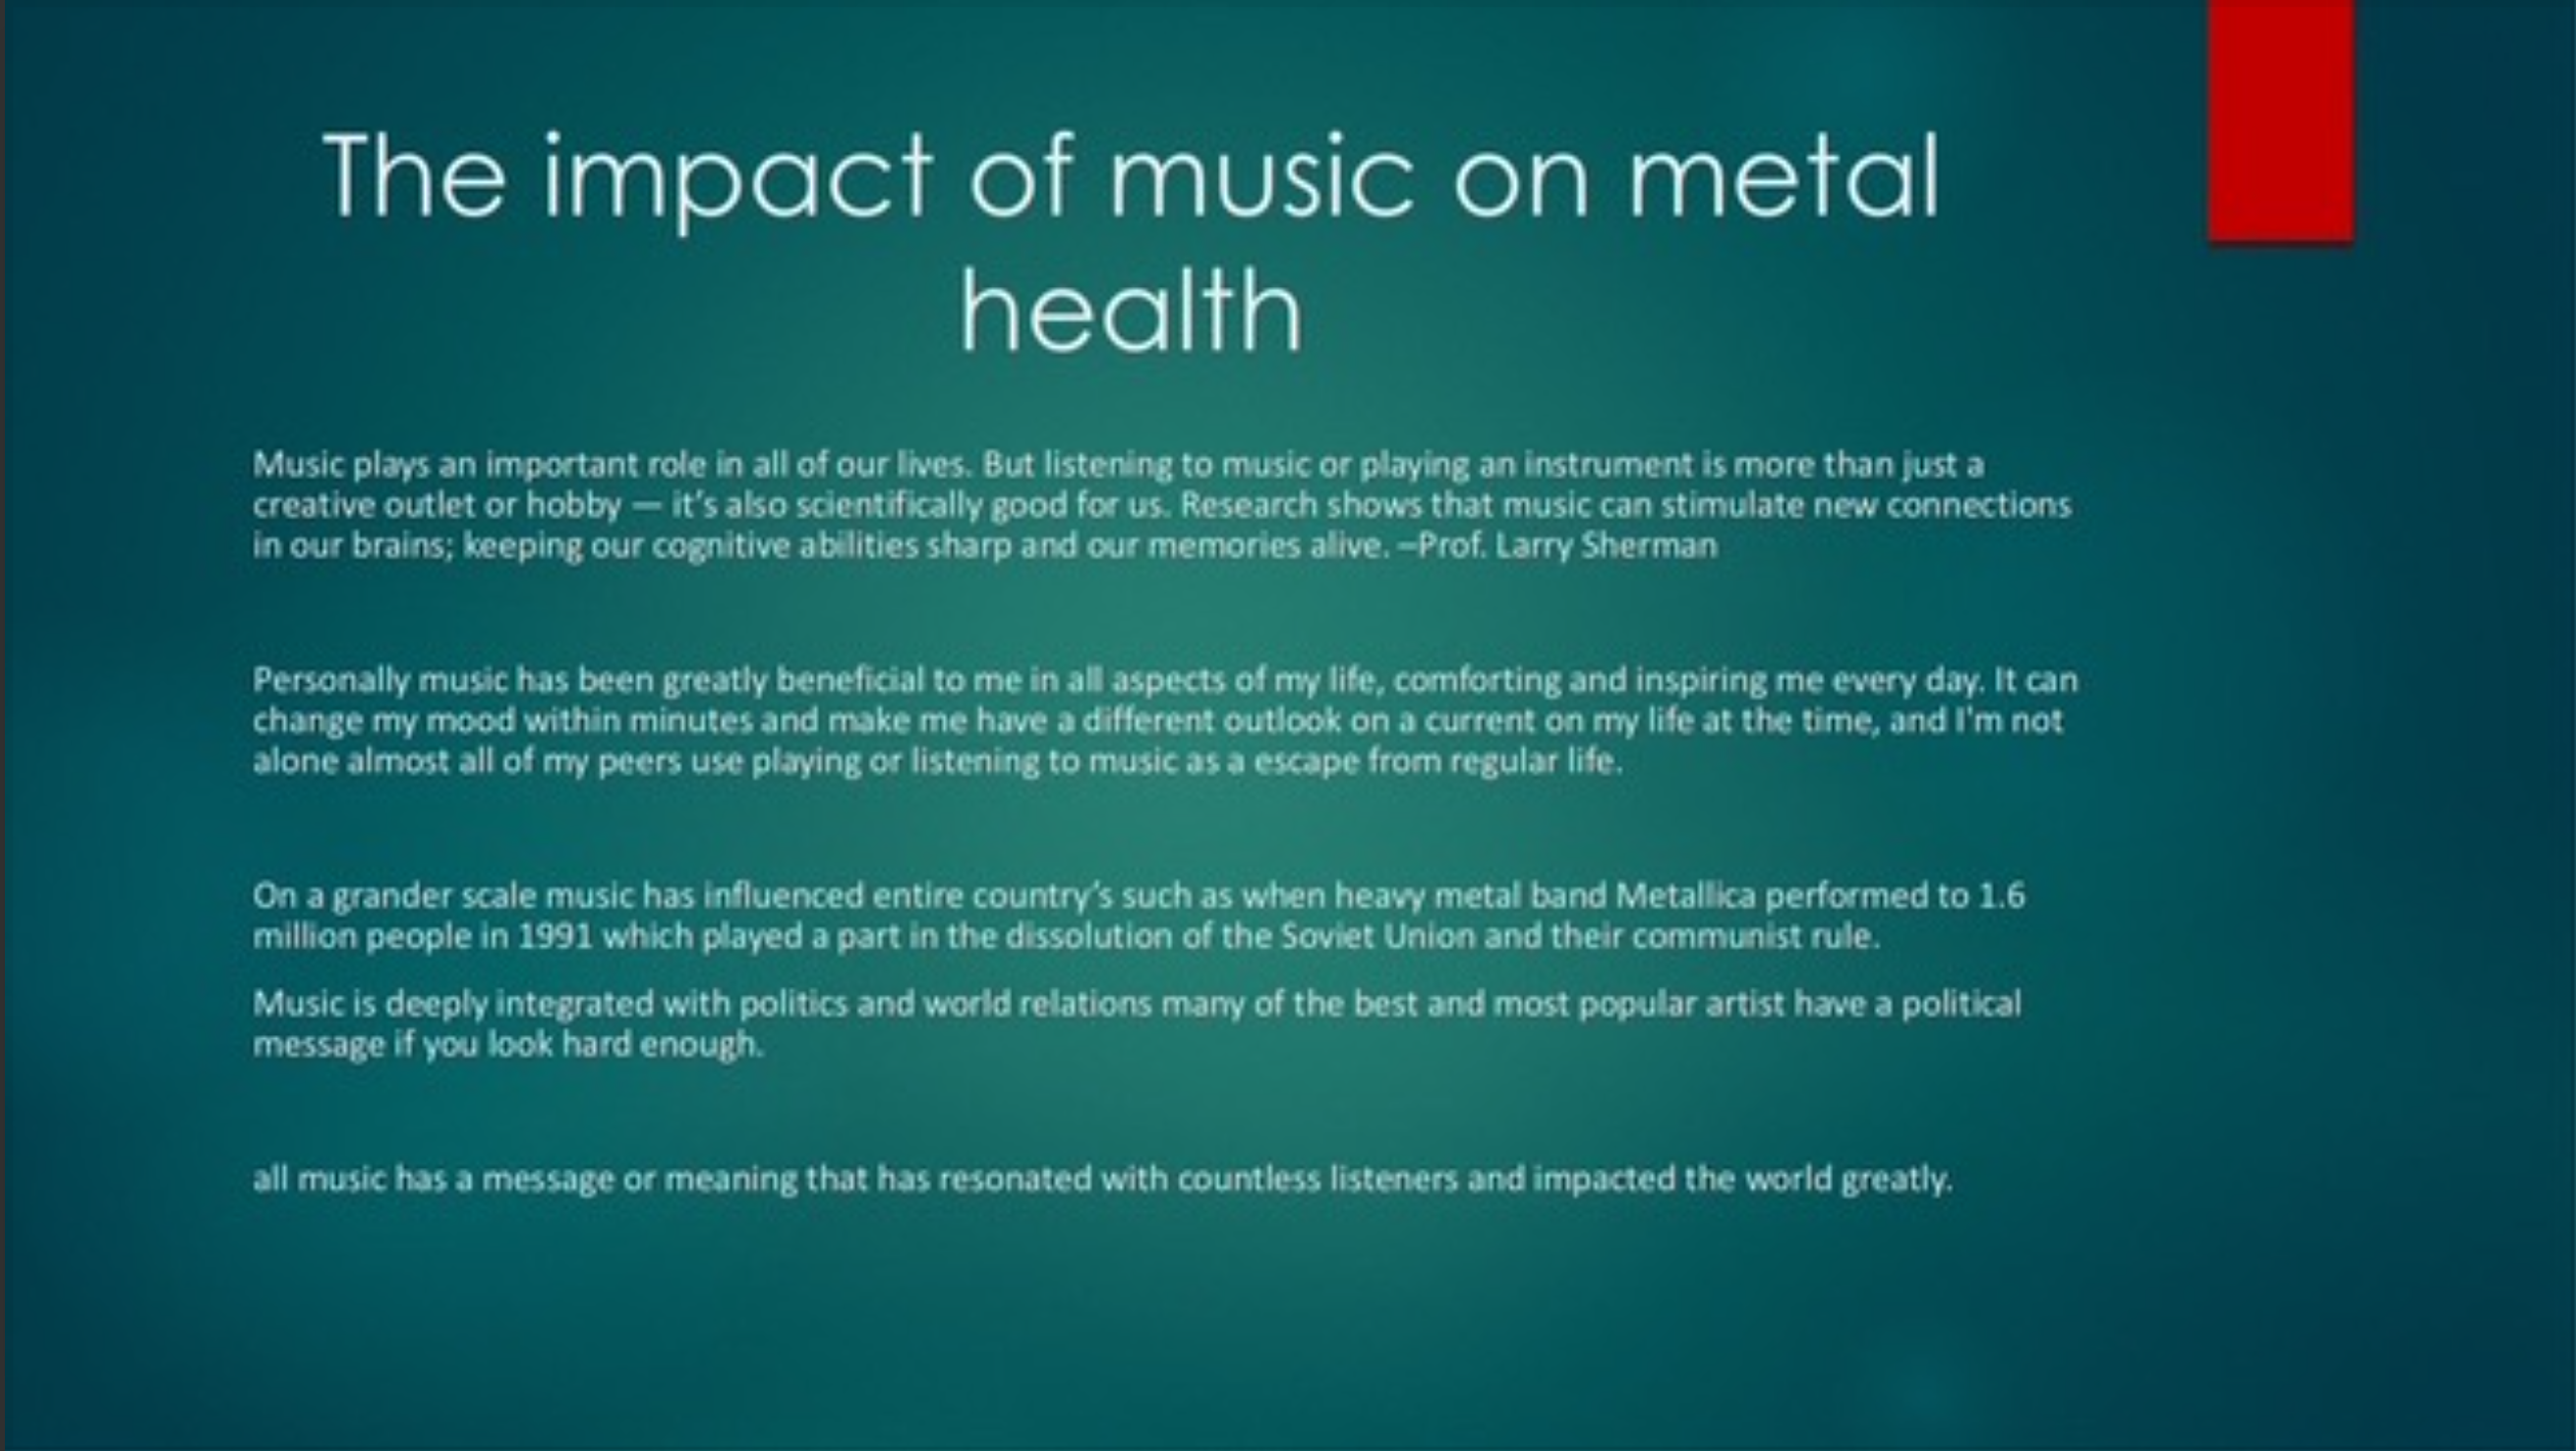 The impact of music on metal
health
Music plays an important role in all of our lives. But listening to music or playing an instrument is more than just a
creative outlet or hobby — it’s also scientifically good for us. Research shows that music can stimulate new connections
in our brains; keeping our cognitive abilities sharp and our memories alive. –Prof. Larry Sherman
Personally music has been greatly beneficial to me in all aspects of my life, comforting and inspiring me every day. It can
change my mood within minutes and make me have a different outlook on a current on my life at the time, and I'm not
alone almost all of my peers use playing or listening to music as a escape from regular life.
On a grander scale music has influenced entire country’s such as when heavy metal band Metallica performed to 1.6
million people in 1991 which played a part in the dissolution of the Soviet Union and their communist rule.
Music is deeply integrated with politics and world relations many of the best and most popular artist have a political
message if you look hard enough.
all music has a message or meaning that has resonated with countless listeners and impacted the world greatly.